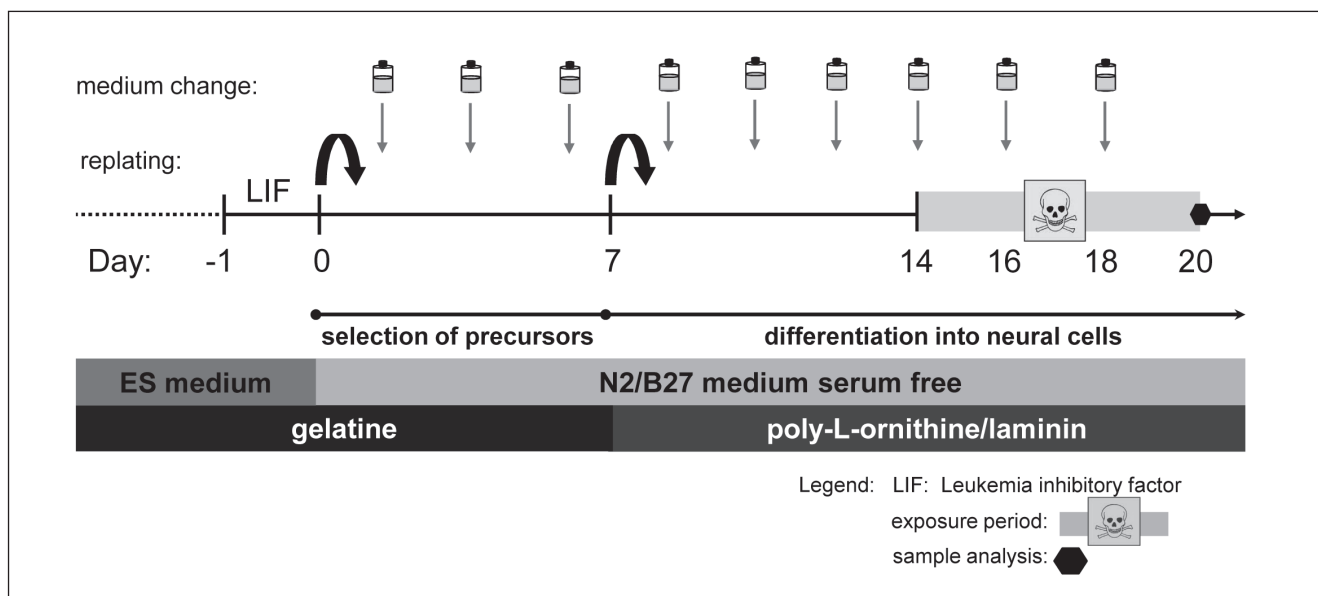 medium change:
replating:
LIF
Day: -1 0 7 14 16 18 20
selection of precursors differentiation into neural cells
ES medium N2/B27 medium serum free
gelatine poly-L-ornithine/laminin
Legend: LIF: Leukemia inhibitory factor
exposure period:
sample analysis: